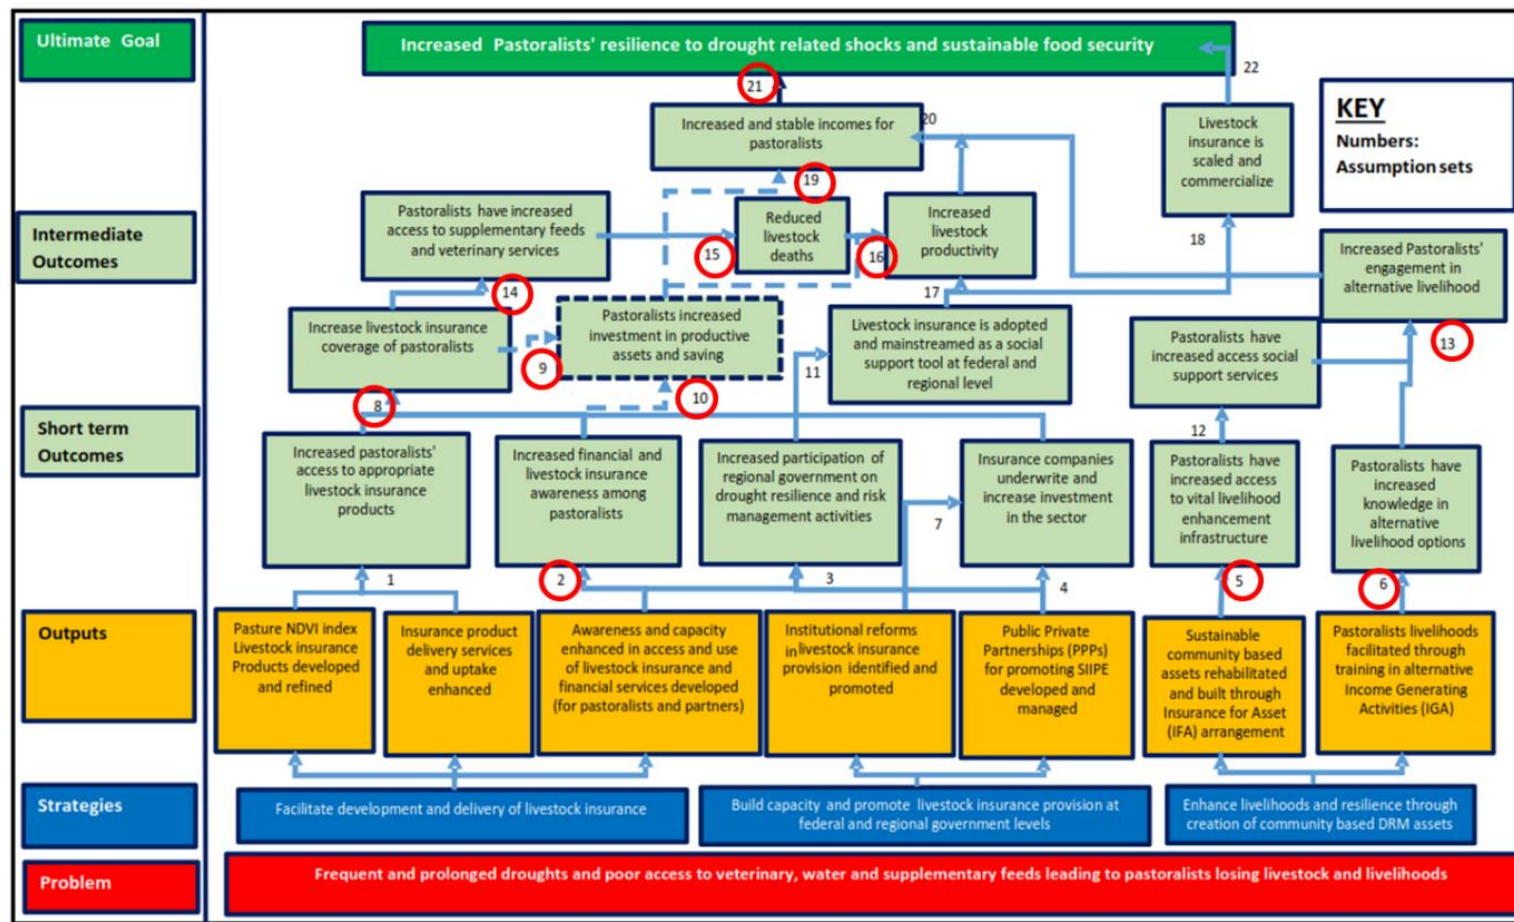 Ultimate Goal
Increased Pastoralists' resilience to drought related shocks and sustainable food security
22
21
KEY
Numbers:
Assumption sets
Increased and stable incomes for
pastoralists
20
Livestock
insurance is
scaled and
commercialize
19
Intermediate
Outcomes
Pastoralists have increased
access to supplementary feeds
and veterinary services
15
Reduced
livestock
deaths
16
Increased
livestock
productivity
18
Increased Pastoralists'
engagement in
alternative livelihood
14
17
Increase livestock insurance
coverage of pastoralists
9
Pastoralists increased
investment in productive
assets and saving
11
Livestock insurance is adopted
and mainstreamed as a social
support tool at federal and
regional level
Pastoralists have
increased access social
support services
13
8
10
12
Short term
Outcomes
Increased pastoralists'
access to appropriate
livestock insurance
products
Increased financial and
livestock insurance
awareness among
pastoralists
Increased participation of
regional government on
drought resilience and risk
management activities
7
Insurance companies
underwrite and
increase investment
in the sector
Pastoralists have
increased access
to vital livelihood
enhancement
infrastructure
Pastoralists have
increased
knowledge in
alternative
livelihood options
1
2
3
4
5
6
Outputs
Pasture NDVI index
Livestock insurance
Products developed
and refined
Insurance product
delivery services
and uptake
enhanced
Awareness and capacity
enhanced in access and use
of livestock insurance and
financial services developed
(for pastoralists and partners)
Institutional reforms
in livestock insurance
provision identified and
promoted
Public Private
Partnerships (PPPs)
for promoting SIIPE
developed and
managed
Sustainable
community based
assets rehabilitated
and built through
Insurance for Asset
(IFA) arrangement
Pastoralists livelihoods
facilitated through
training in alternative
Income Generating
Activities (IGA)
Strategies
Facilitate development and delivery of livestock insurance
Build capacity and promote livestock insurance provision at
federal and regional government levels
Enhance livelihoods and resilience through
creation of community based DRM assets
Problem
Frequent and prolonged droughts and poor access to veterinary, water and supplementary feeds leading to pastoralists losing livestock and livelihoods